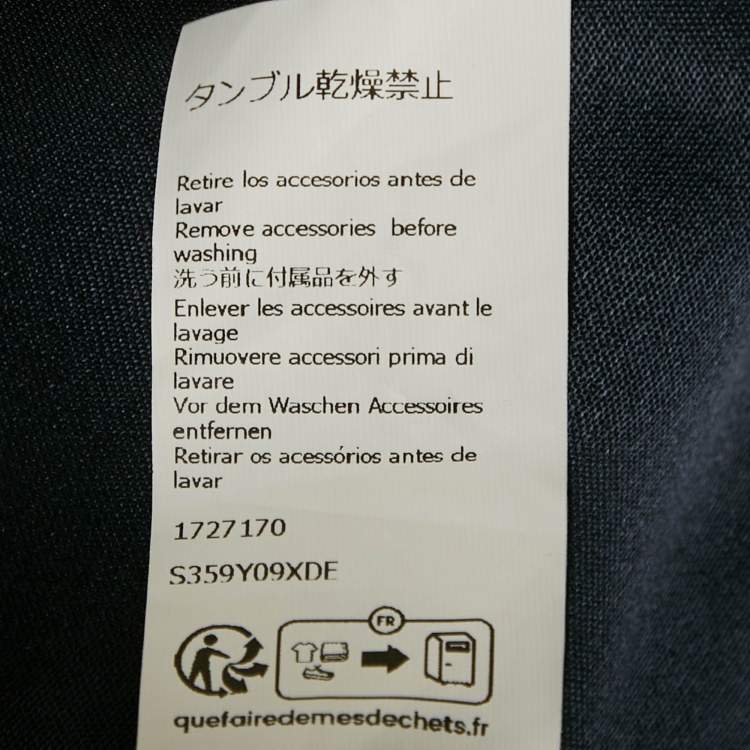 タンブル乾燥禁止
Retire los accesorios antes de
lavar
Remove accessories before
washing
洗う前に付属品を外す
Enlever les accessoires avant le
lavage
Rimuovere accessori prima di
lavare
Vor dem Waschen Accessoires
entfernen
Retirar os acessórios antes de
lavar
1727170
S359Y09XDE
FR
quefairedemesdechets.fr